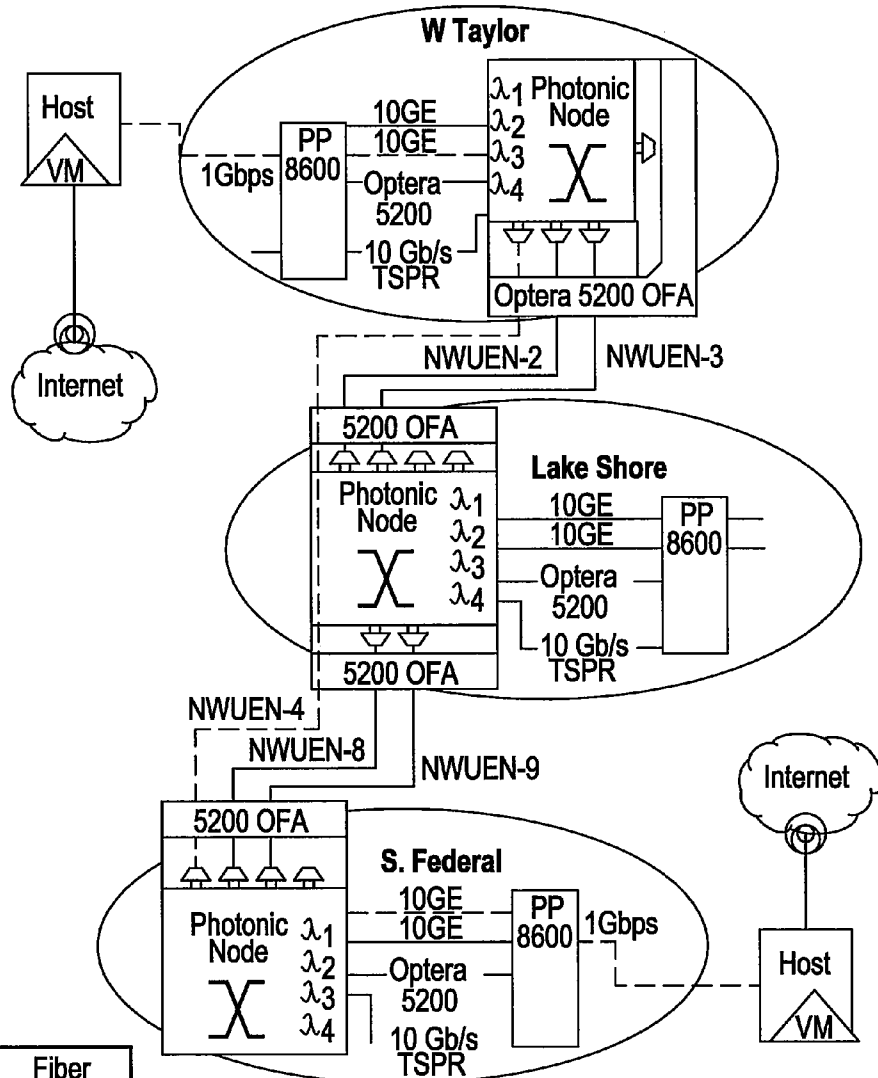 W Taylor
Host
VM
Internet
1Gbps
PP
8600
10GE
10GE
Optera
5200
10 Gb/s
TSPR
λ1
λ2
λ3
λ4
Photonic
Node
Optera 5200 OFA
NWUEN-2
NWUEN-3
5200 OFA
Photonic
Node
λ1
λ2
λ3
λ4
Lake Shore
10GE
10GE
Optera
5200
10 Gb/s
TSPR
PP
8600
5200 OFA
NWUEN-4
NWUEN-8
NWUEN-9
5200 OFA
Photonic
Node
λ1
λ2
λ3
λ4
S. Federal
10GE
10GE
Optera
5200
10 Gb/s
TSPR
PP
8600
1Gbps
Internet
Host
VM
Fiber